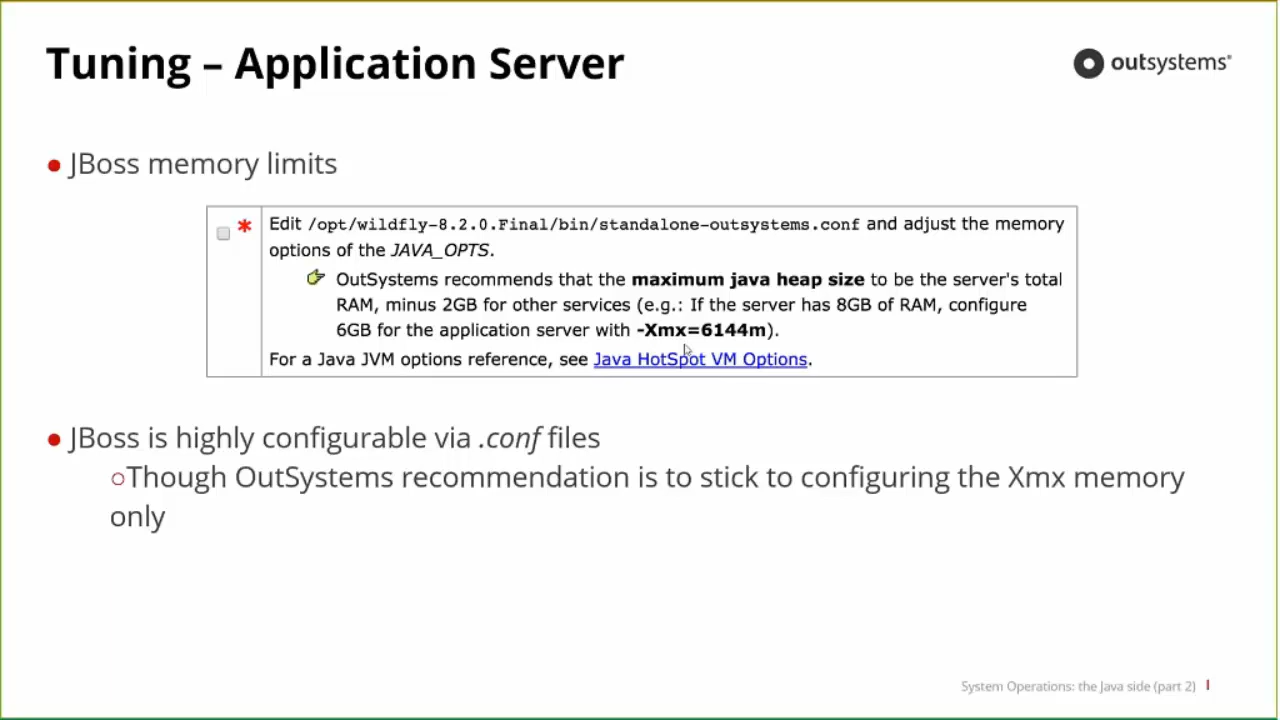 Tuning – Application Server
outsystems®
● JBoss memory limits
* Edit /opt/wildfly-8.2.0.Final/bin/standalone-outsystems.conf and adjust the memory
options of the JAVA_OPTS.
OutSystems recommends that the maximum java heap size to be the server's total
RAM, minus 2GB for other services (e.g.: If the server has 8GB of RAM, configure
6GB for the application server with -Xmx=6144m).
For a Java JVM options reference, see Java HotSpot VM Options.
● JBoss is highly configurable via .conf files
○Though OutSystems recommendation is to stick to configuring the Xmx memory
only
System Operations: the Java side (part 2)